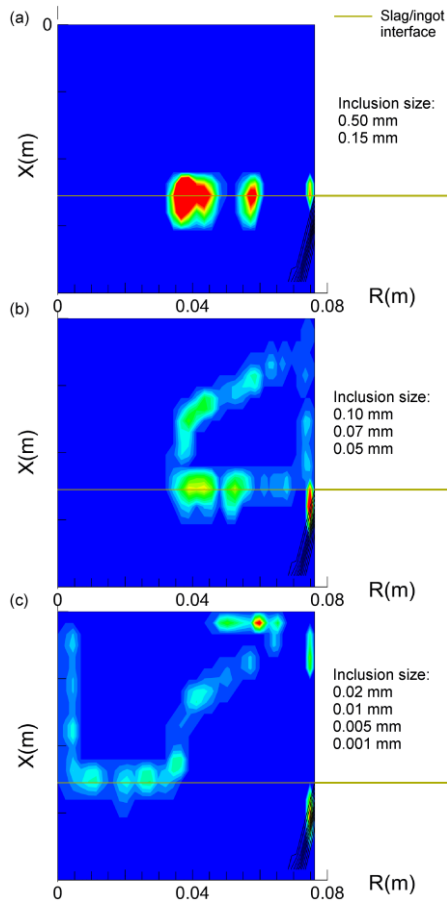 (a)
0
Slag/ingot
interface
X(m)
Inclusion size:
0.50 mm
0.15 mm
0
0.04
0.08
R(m)
(b)
X(m)
Inclusion size:
0.10 mm
0.07 mm
0.05 mm
0
0.04
0.08
R(m)
(c)
X(m)
Inclusion size:
0.02 mm
0.01 mm
0.005 mm
0.001 mm
0
0.04
0.08
R(m)